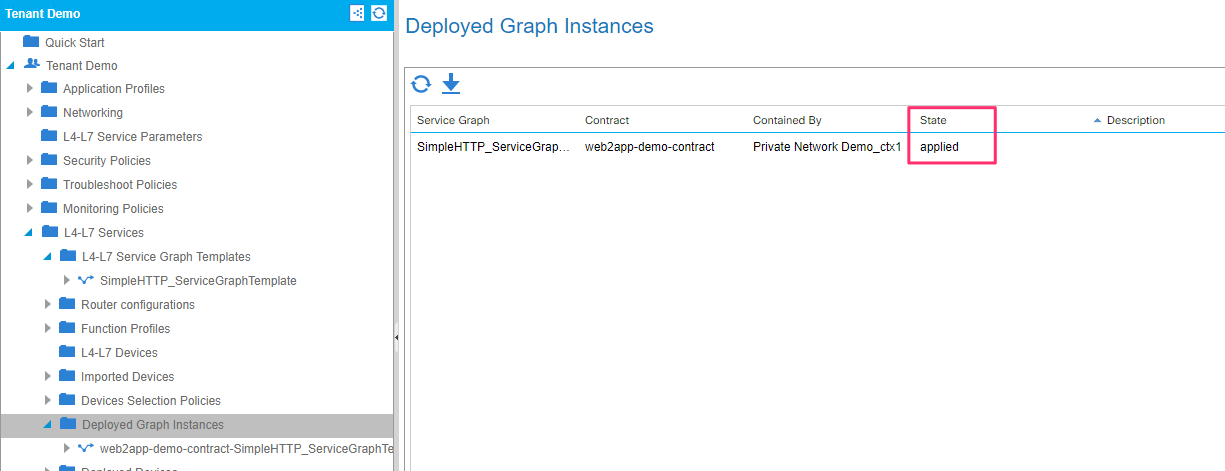 Tenant Demo
Quick Start
Tenant Demo
Application Profiles
Networking
L4-L7 Service Parameters
Security Policies
Troubleshoot Policies
Monitoring Policies
L4-L7 Services
L4-L7 Service Graph Templates
SimpleHTTP_ServiceGraphTemplate
Router configurations
Function Profiles
L4-L7 Devices
Imported Devices
Devices Selection Policies
Deployed Graph Instances
web2app-demo-contract-SimpleHTTP_ServiceGraphTe
Deployed Devices
Deployed Graph Instances
Service Graph Contract Contained By State Description
SimpleHTTP_ServiceGrap... web2app-demo-contract Private Network Demo_ctx1 applied